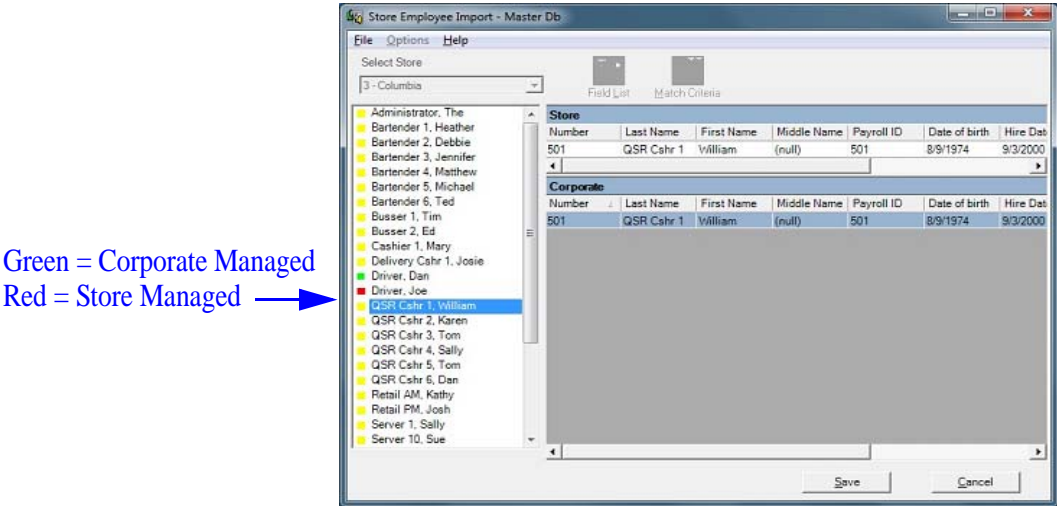 Store Employee Import - Master Db
File Options Help
Select Store
3 - Columbia
Field List Match Criteria
Administrator, The
Bartender 1, Heather
Bartender 2, Debbie
Bartender 3, Jennifer
Bartender 4, Matthew
Bartender 5, Michael
Bartender 6, Ted
Busser 1, Tim
Busser 2, Ed
Cashier 1, Mary
Delivery Cshr 1, Josie
Driver, Dan
Driver, Joe
QSR Cshr 1, William
QSR Cshr 2, Karen
QSR Cshr 3, Tom
QSR Cshr 4, Sally
QSR Cshr 5, Tom
QSR Cshr 6, Dan
Retail AM, Kathy
Retail PM, Josh
Server 1, Sally
Server 10, Sue
Store
Number Last Name First Name Middle Name Payroll ID Date of birth Hire Dat
501 QSR Cshr 1 William (null) 501 8/9/1974 9/3/2000
Corporate
Number Last Name First Name Middle Name Payroll ID Date of birth Hire Dat
501 QSR Cshr 1 William (null) 501 8/9/1974 9/3/2000
Save Cancel
Green = Corporate Managed
Red = Store Managed